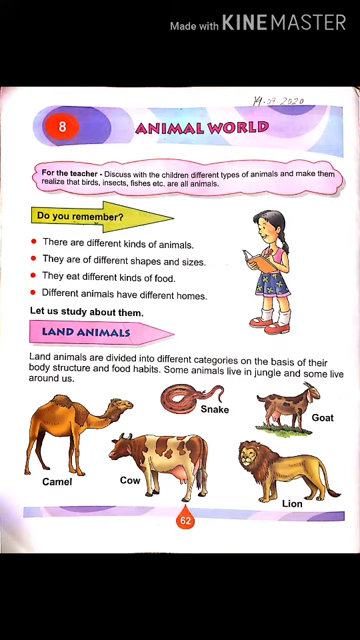 Made with KINEMASTER
14-09 2020
8
ANIMAL WORLD
For the teacher - Discuss with the children different types of animals and make them
realize that birds, insects, fishes etc. are all animals.
Do you remember?
There are different kinds of animals.
They are of different shapes and sizes.
They eat different kinds of food.
Different animals have different homes.
Let us study about them.
LAND ANIMALS
Land animals are divided into different categories on the basis of their
body structure and food habits. Some animals live in jungle and some live
around us.
Snake
Goat
Camel
Cow
Lion
62